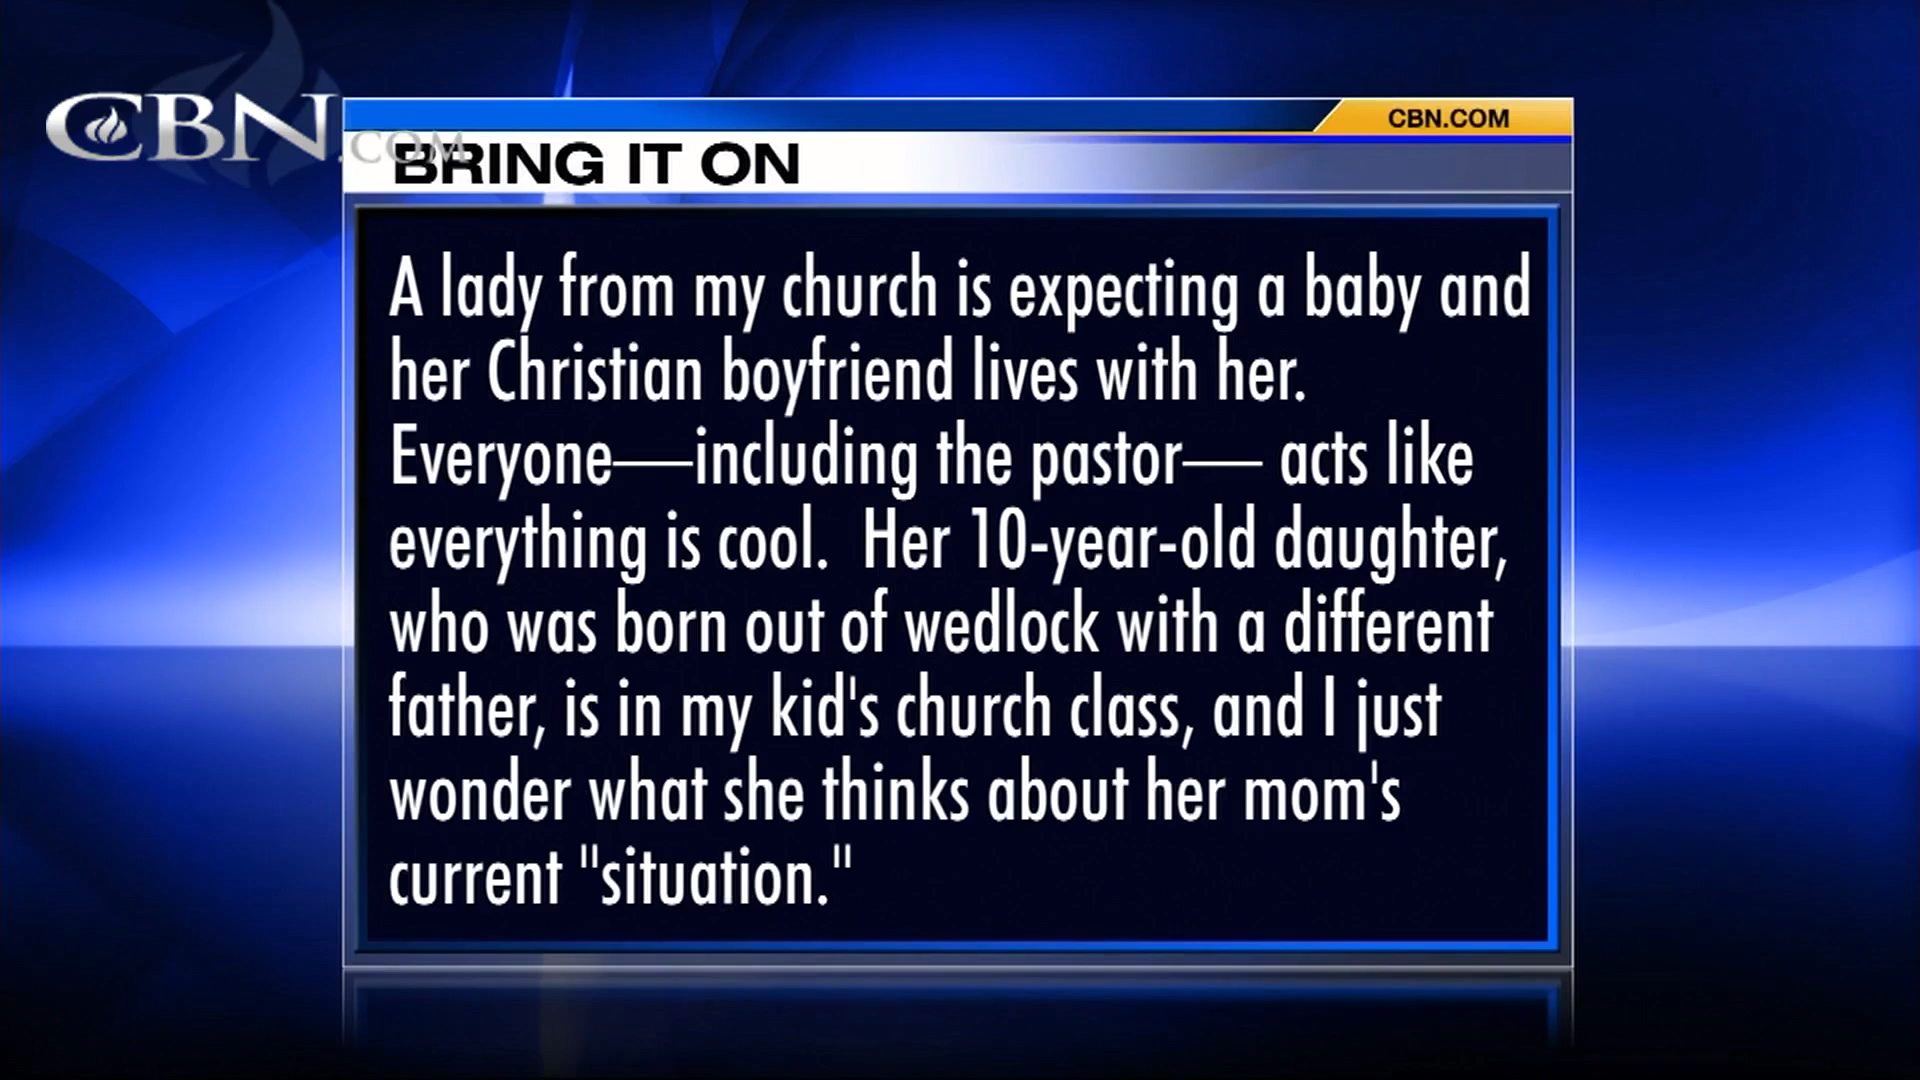 CBN.COM
CBN.COM
BRING IT ON
A lady from my church is expecting a baby and
her Christian boyfriend lives with her.
Everyone—including the pastor— acts like
everything is cool.  Her 10-year-old daughter,
who was born out of wedlock with a different
father, is in my kid's church class, and I just
wonder what she thinks about her mom's
current "situation."